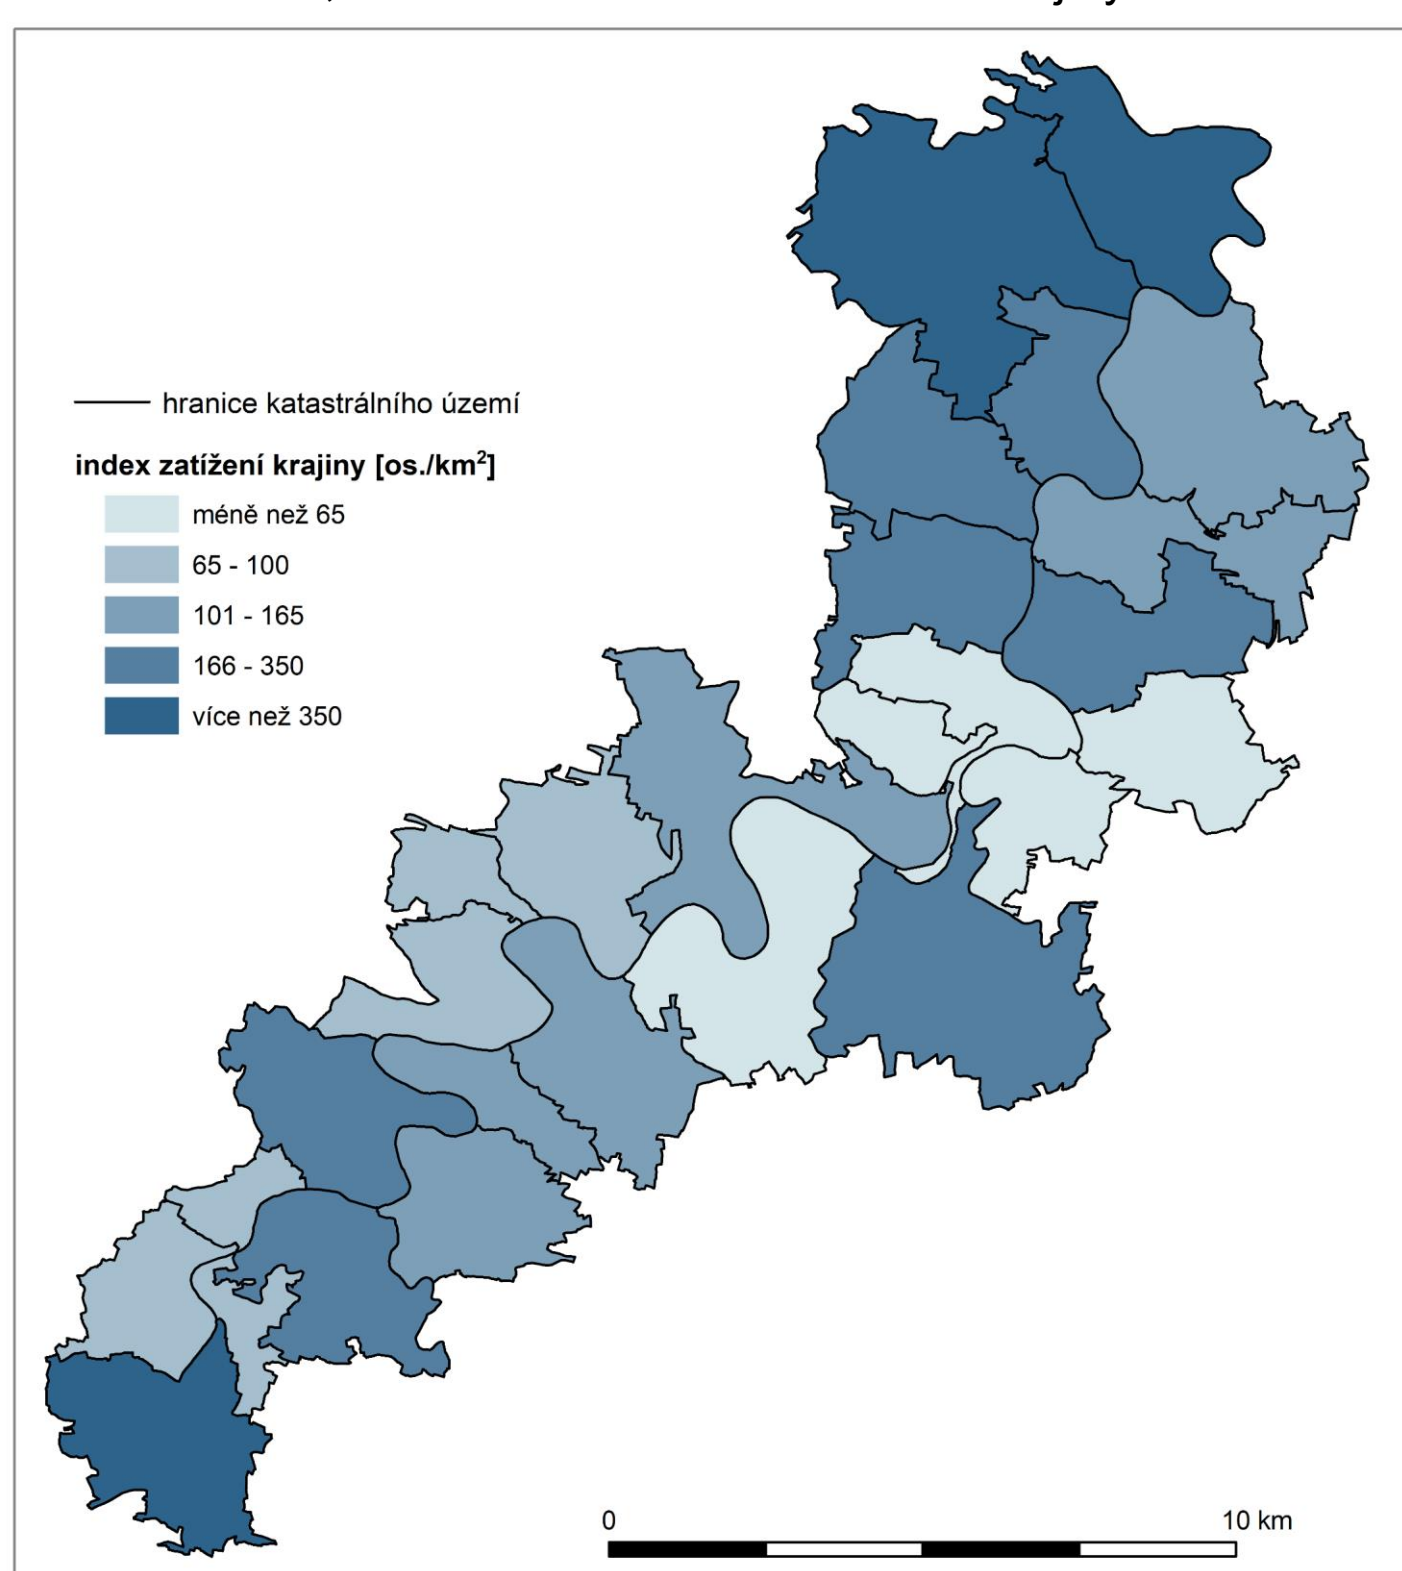 hranice katastrálního území
index zatížení krajiny [os./km²]
méně než 65
65 - 100
101 - 165
166 - 350
více než 350
0 10 km